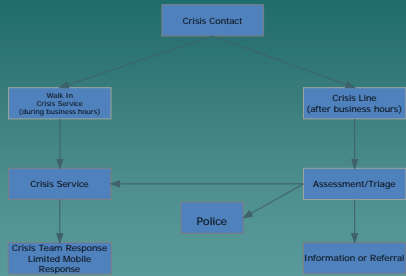 Crisis Contact
Walk In
Crisis Service
(during business hours)
Crisis Line
(after business hours)
Crisis Service
Assessment/Triage
Police
Crisis Team Response
Limited Mobile
Response
Information or Referral